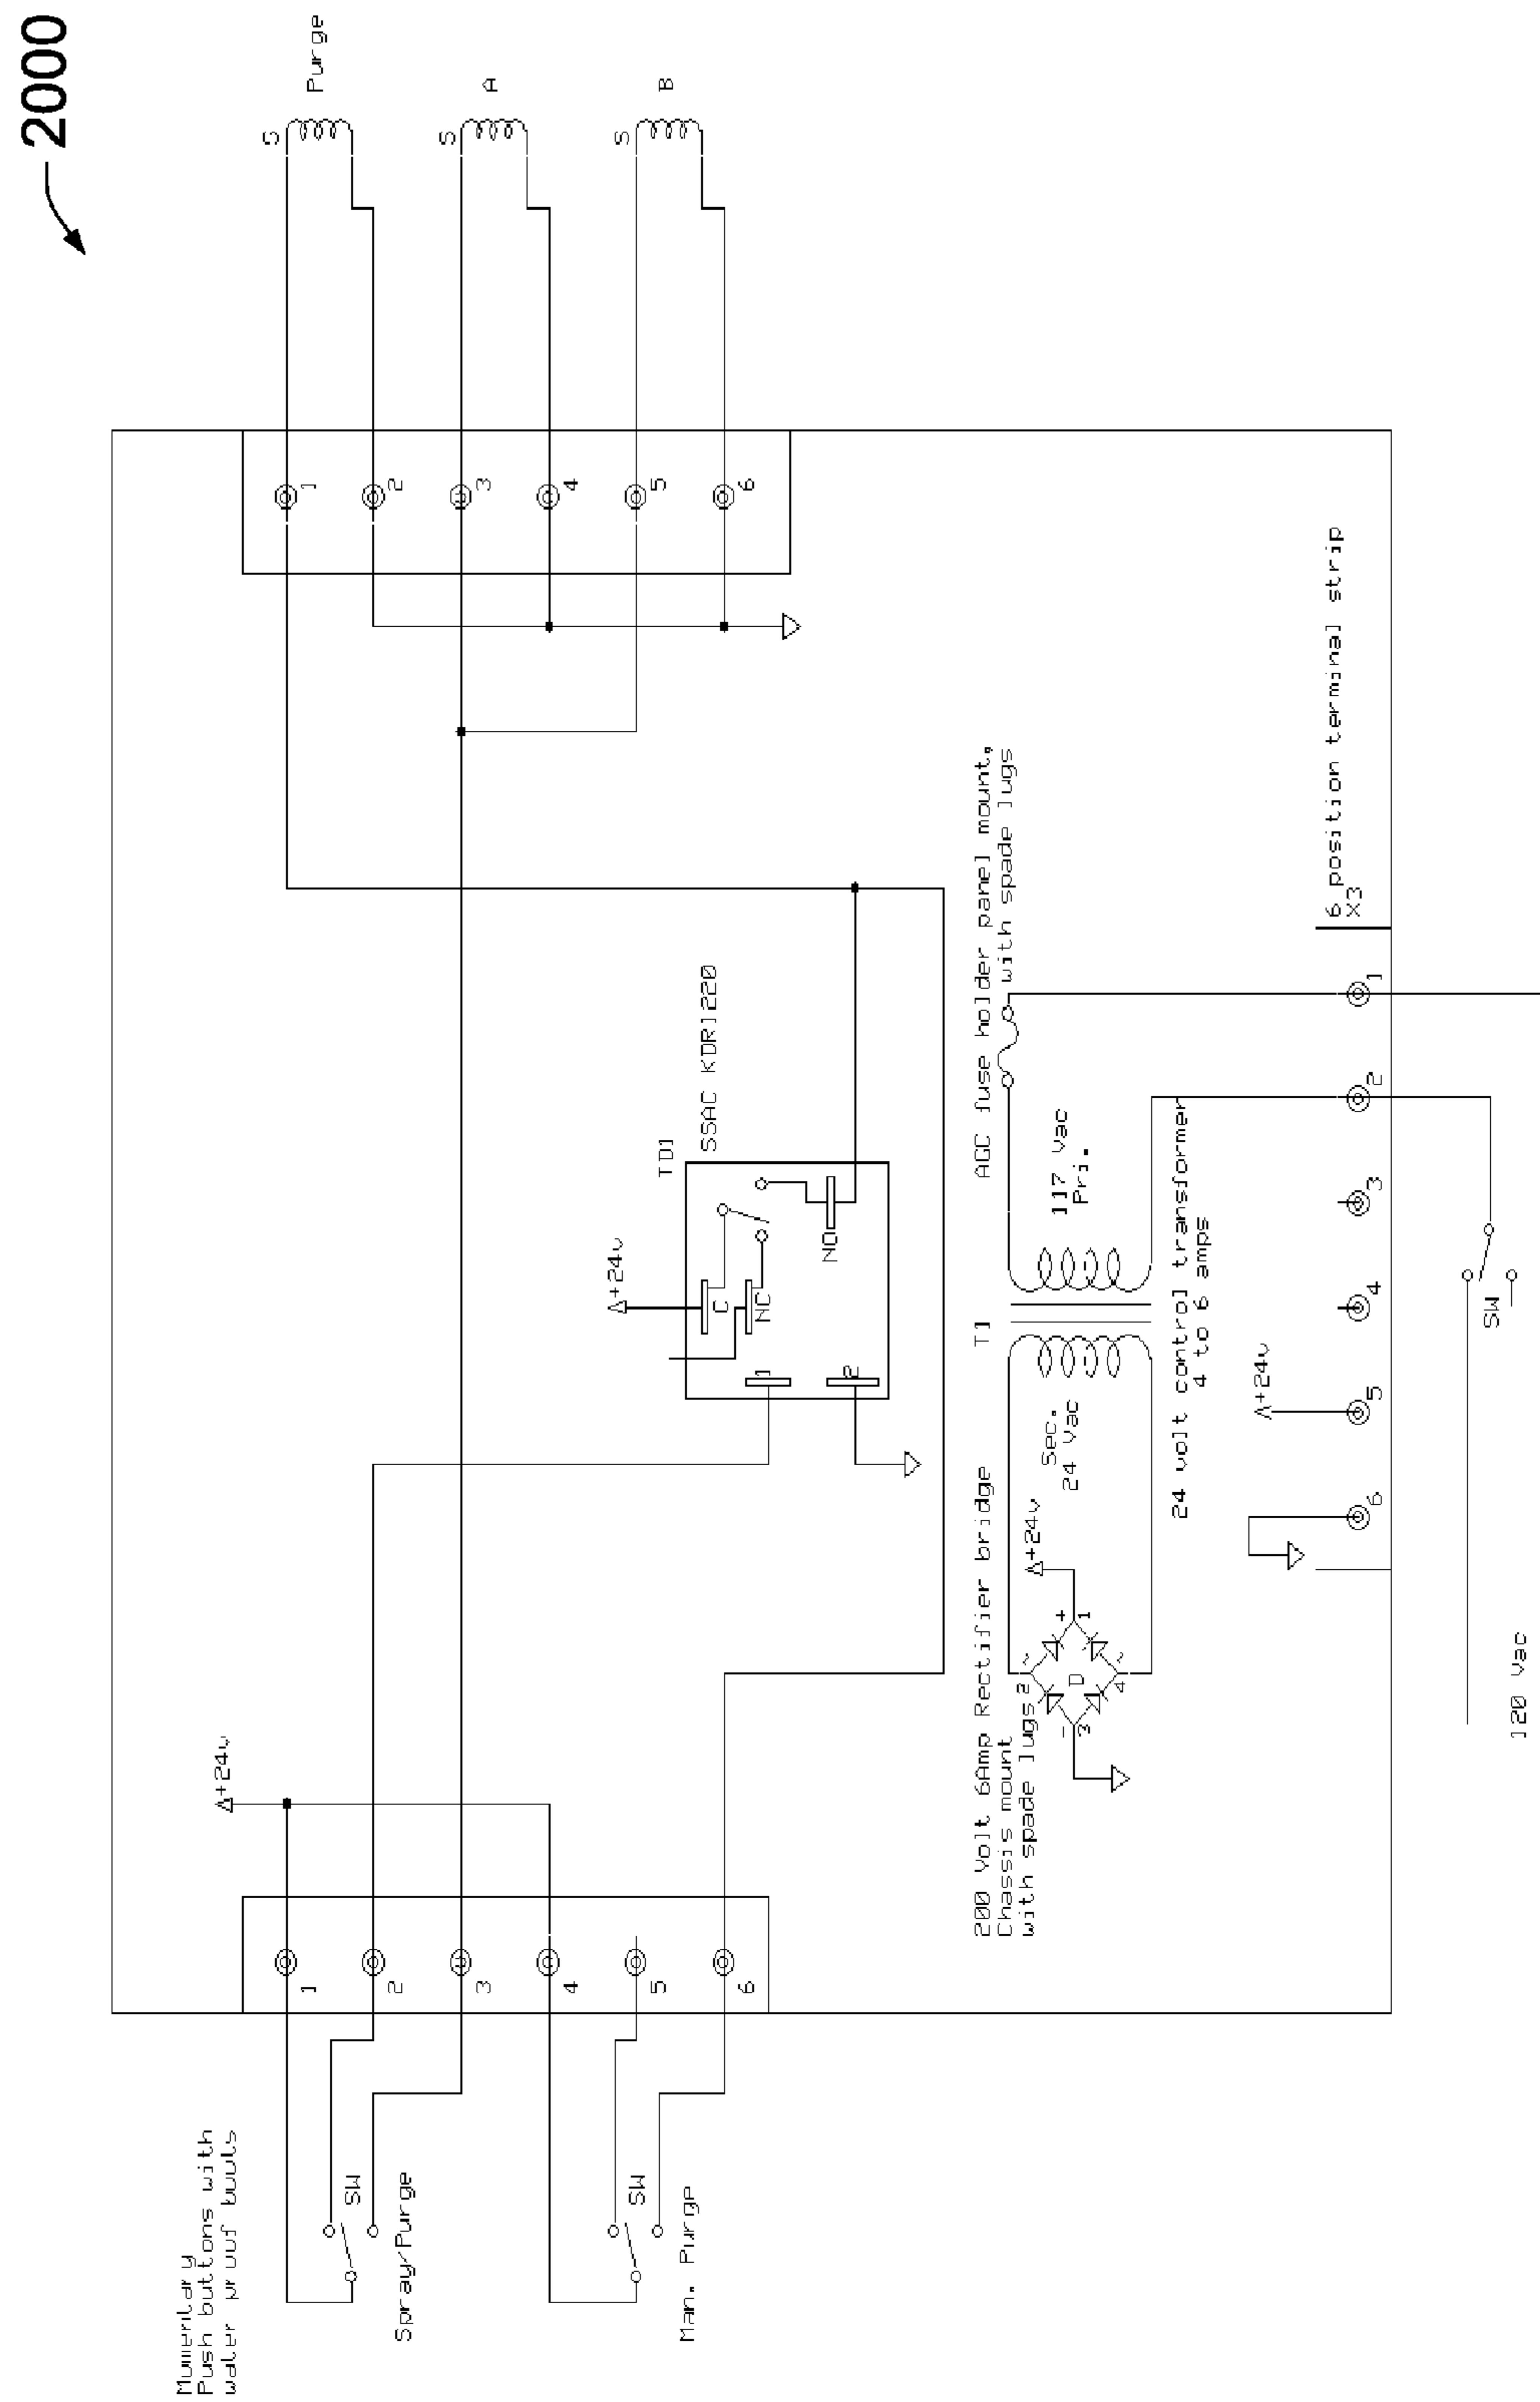 2000
Momentary
Push buttons with
water proof boots
+24v
S
Purge
1
2
3
4
5
6
SW
Spray/Purge
SW
Man. Purge
S
A
S
B
1
2
3
4
5
6
+24v
TD1
SSAC KDR1220
C
NC
NO
1
2
200 Volt 6Amp Rectifier bridge
Chassis mount
with spade lugs
+24v
+
1
~
2
D
-
3
~
4
Sec.
24 Vac
T1
117 Vac
Pri.
AGC fuse holder panel mount,
with spade lugs
24 volt control transformer
4 to 6 amps
+24v
6
5
4
3
2
1
6 position terminal strip
X3
SW
120 Vac